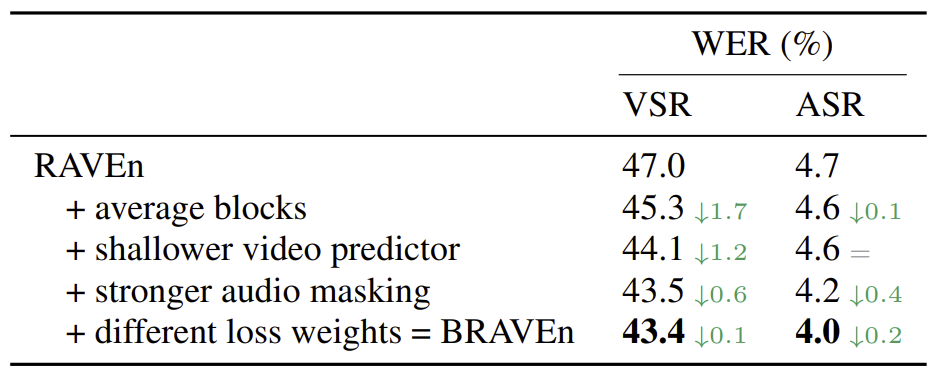 WER (%)
VSR ASR
RAVEn 47.0 4.7
+ average blocks 45.3 ↓1.7 4.6 ↓0.1
+ shallower video predictor 44.1 ↓1.2 4.6 =
+ stronger audio masking 43.5 ↓0.6 4.2 ↓0.4
+ different loss weights = BRAVEn 43.4 ↓0.1 4.0 ↓0.2